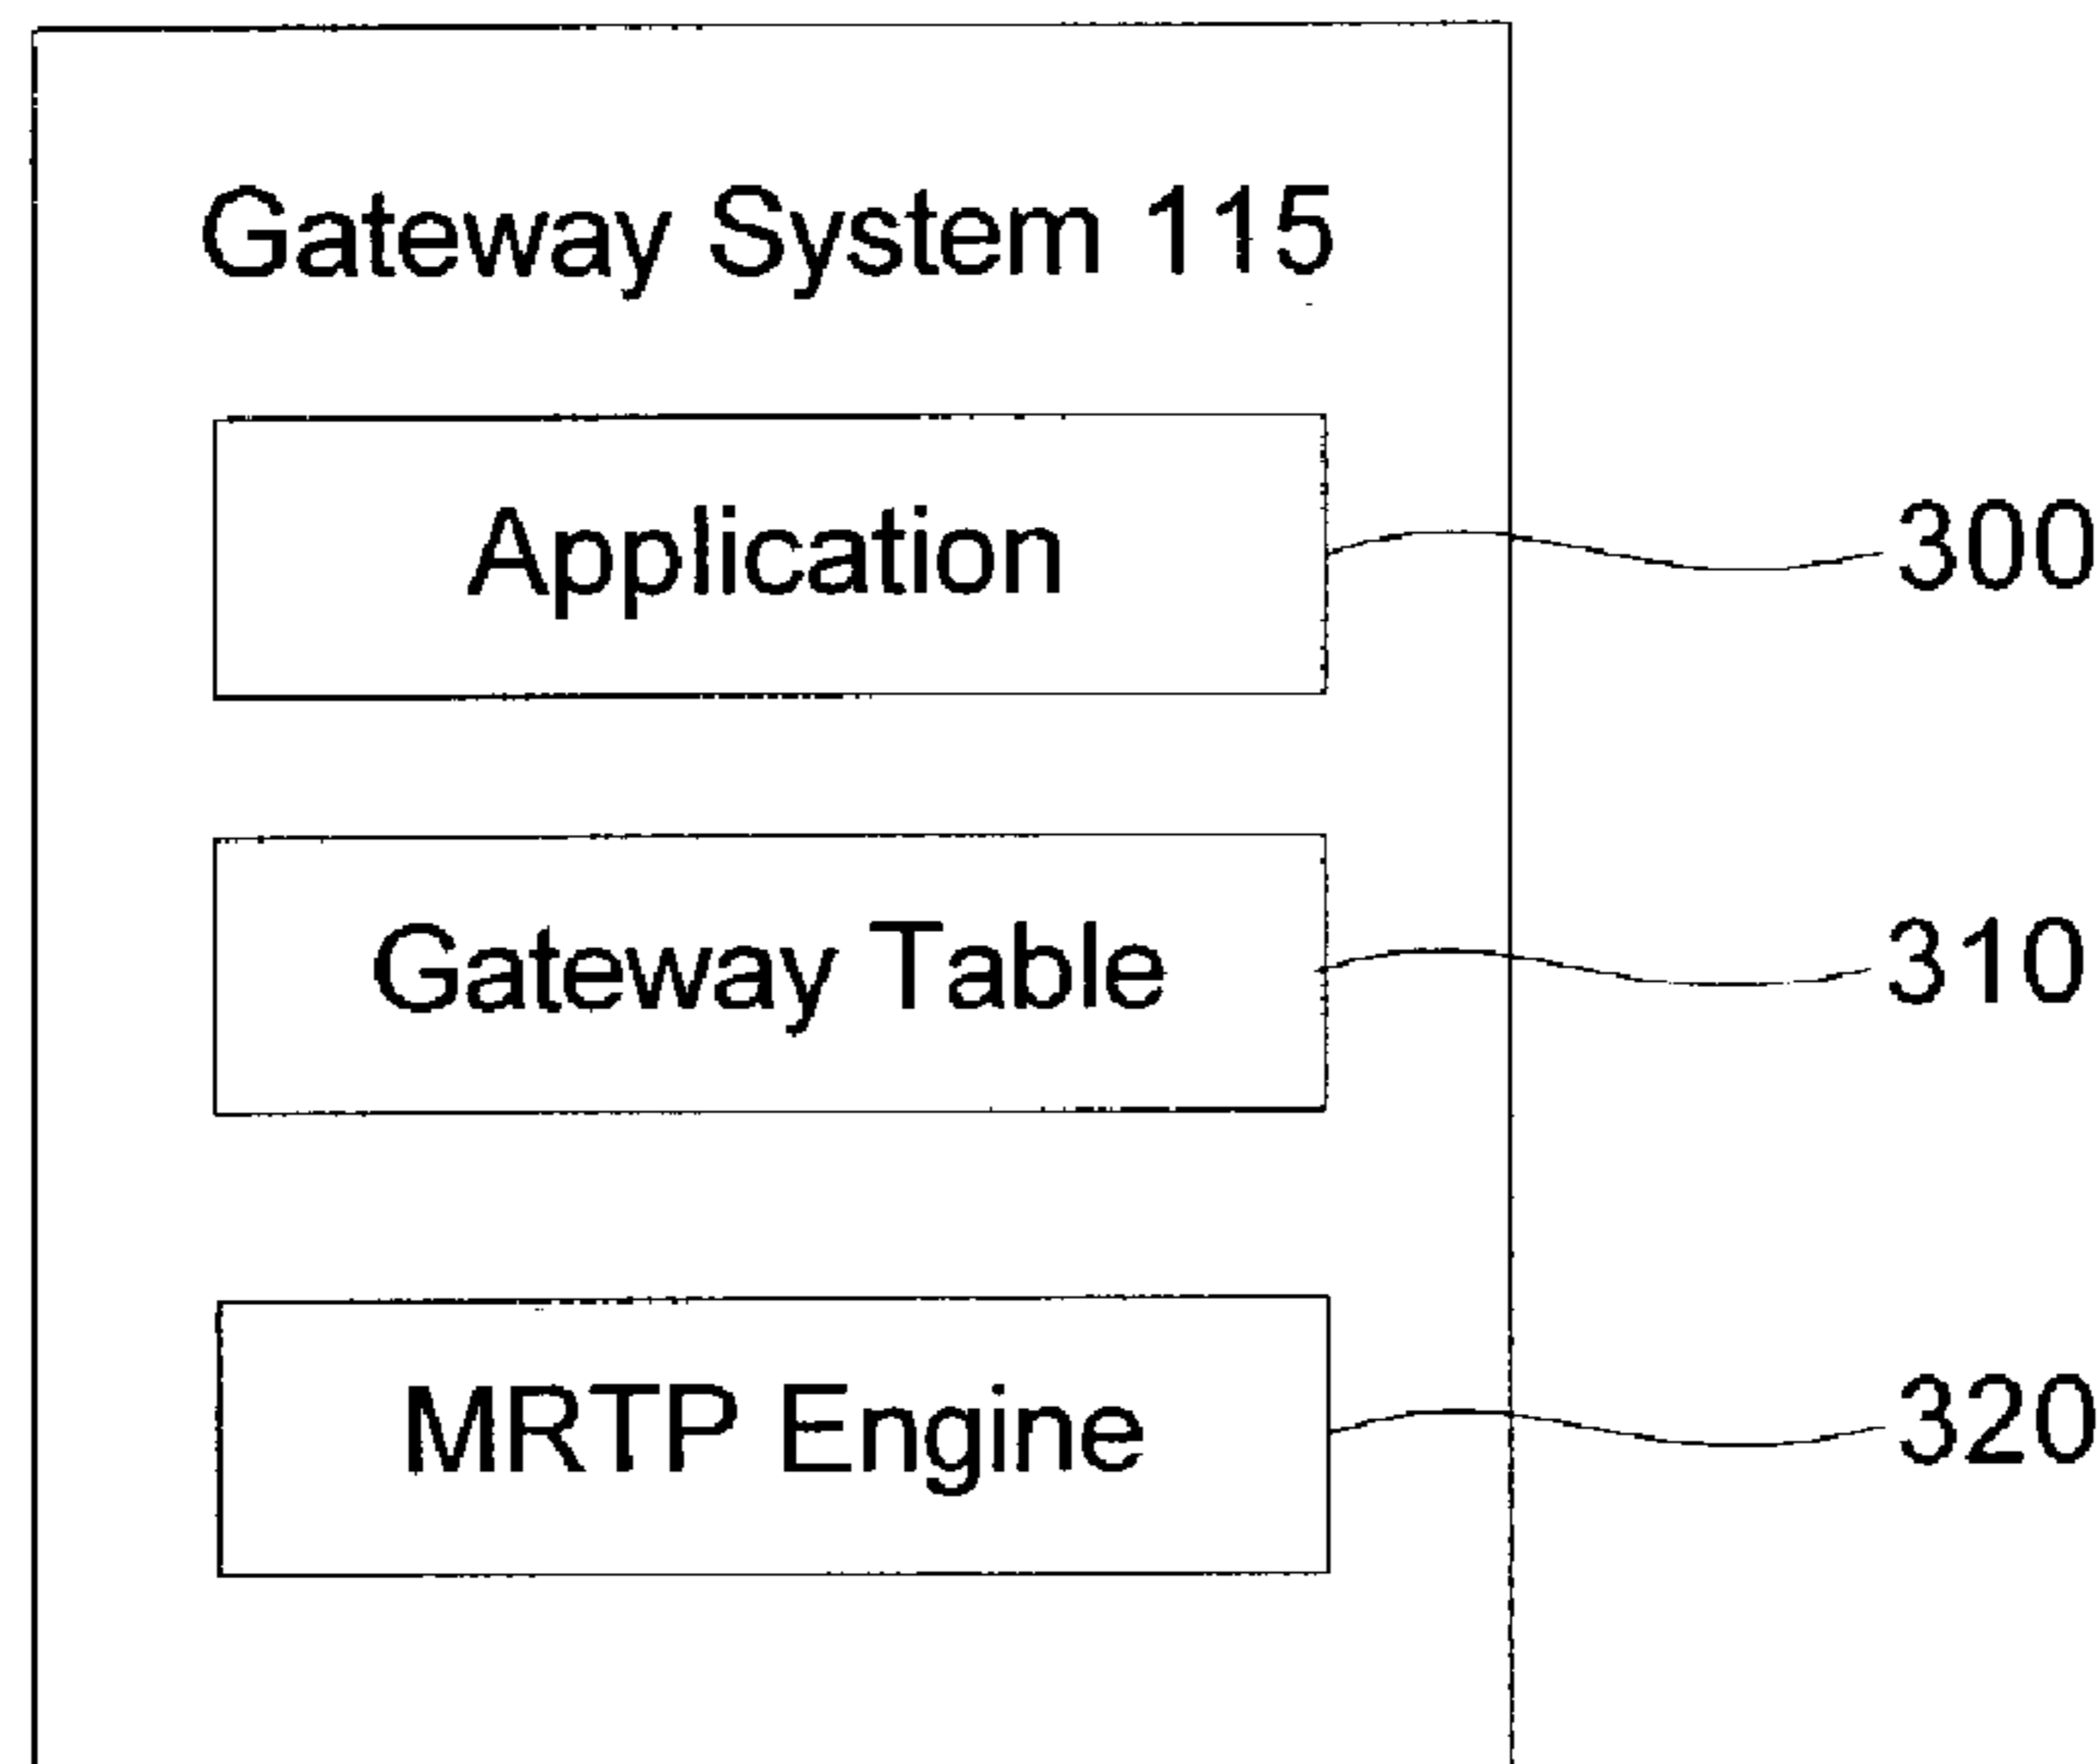 Gateway System 115
Application
300
Gateway Table
310
MRTP Engine
320